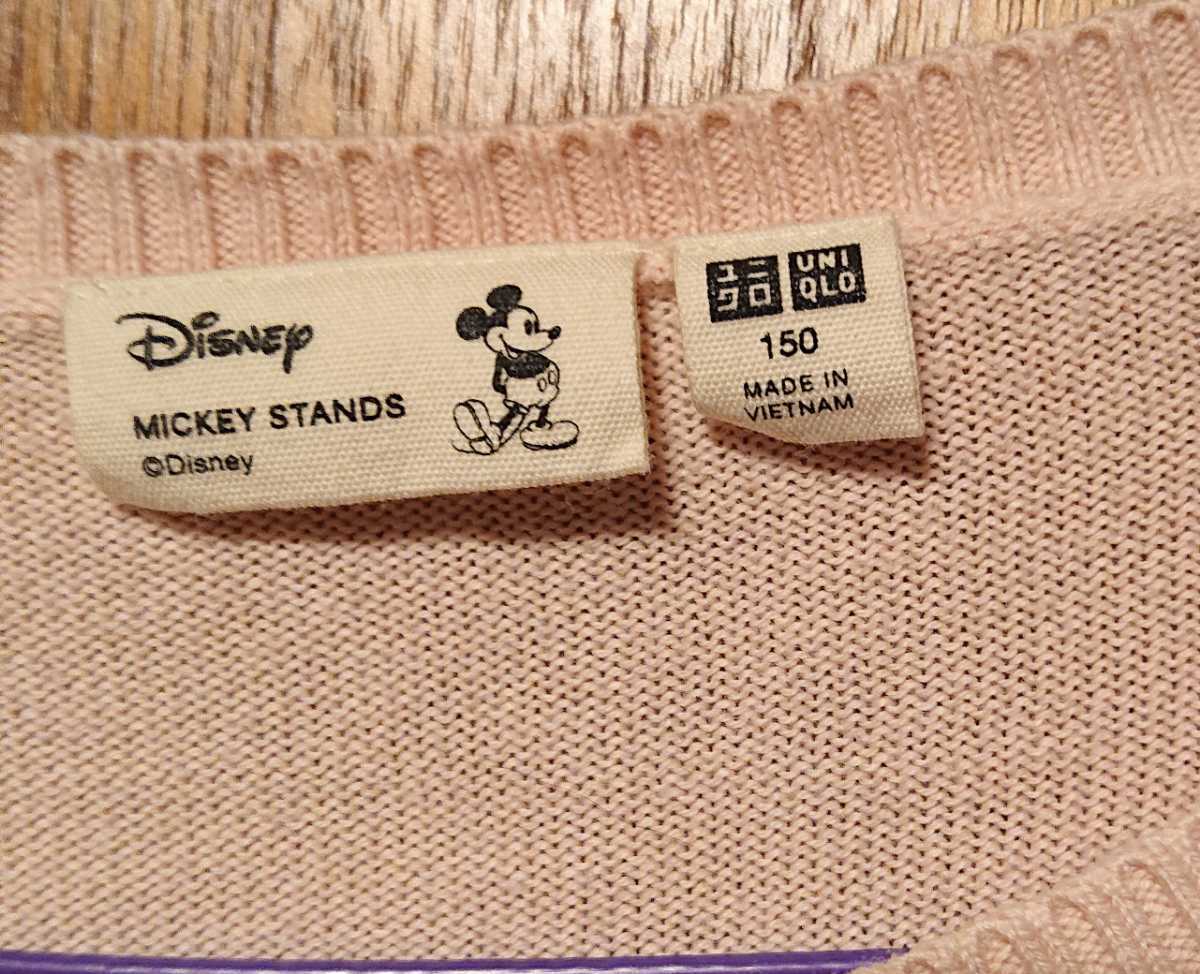 Disney
MICKEY STANDS
©Disney
ユニ
クロ
UNI
QLO
150
MADE IN
VIETNAM